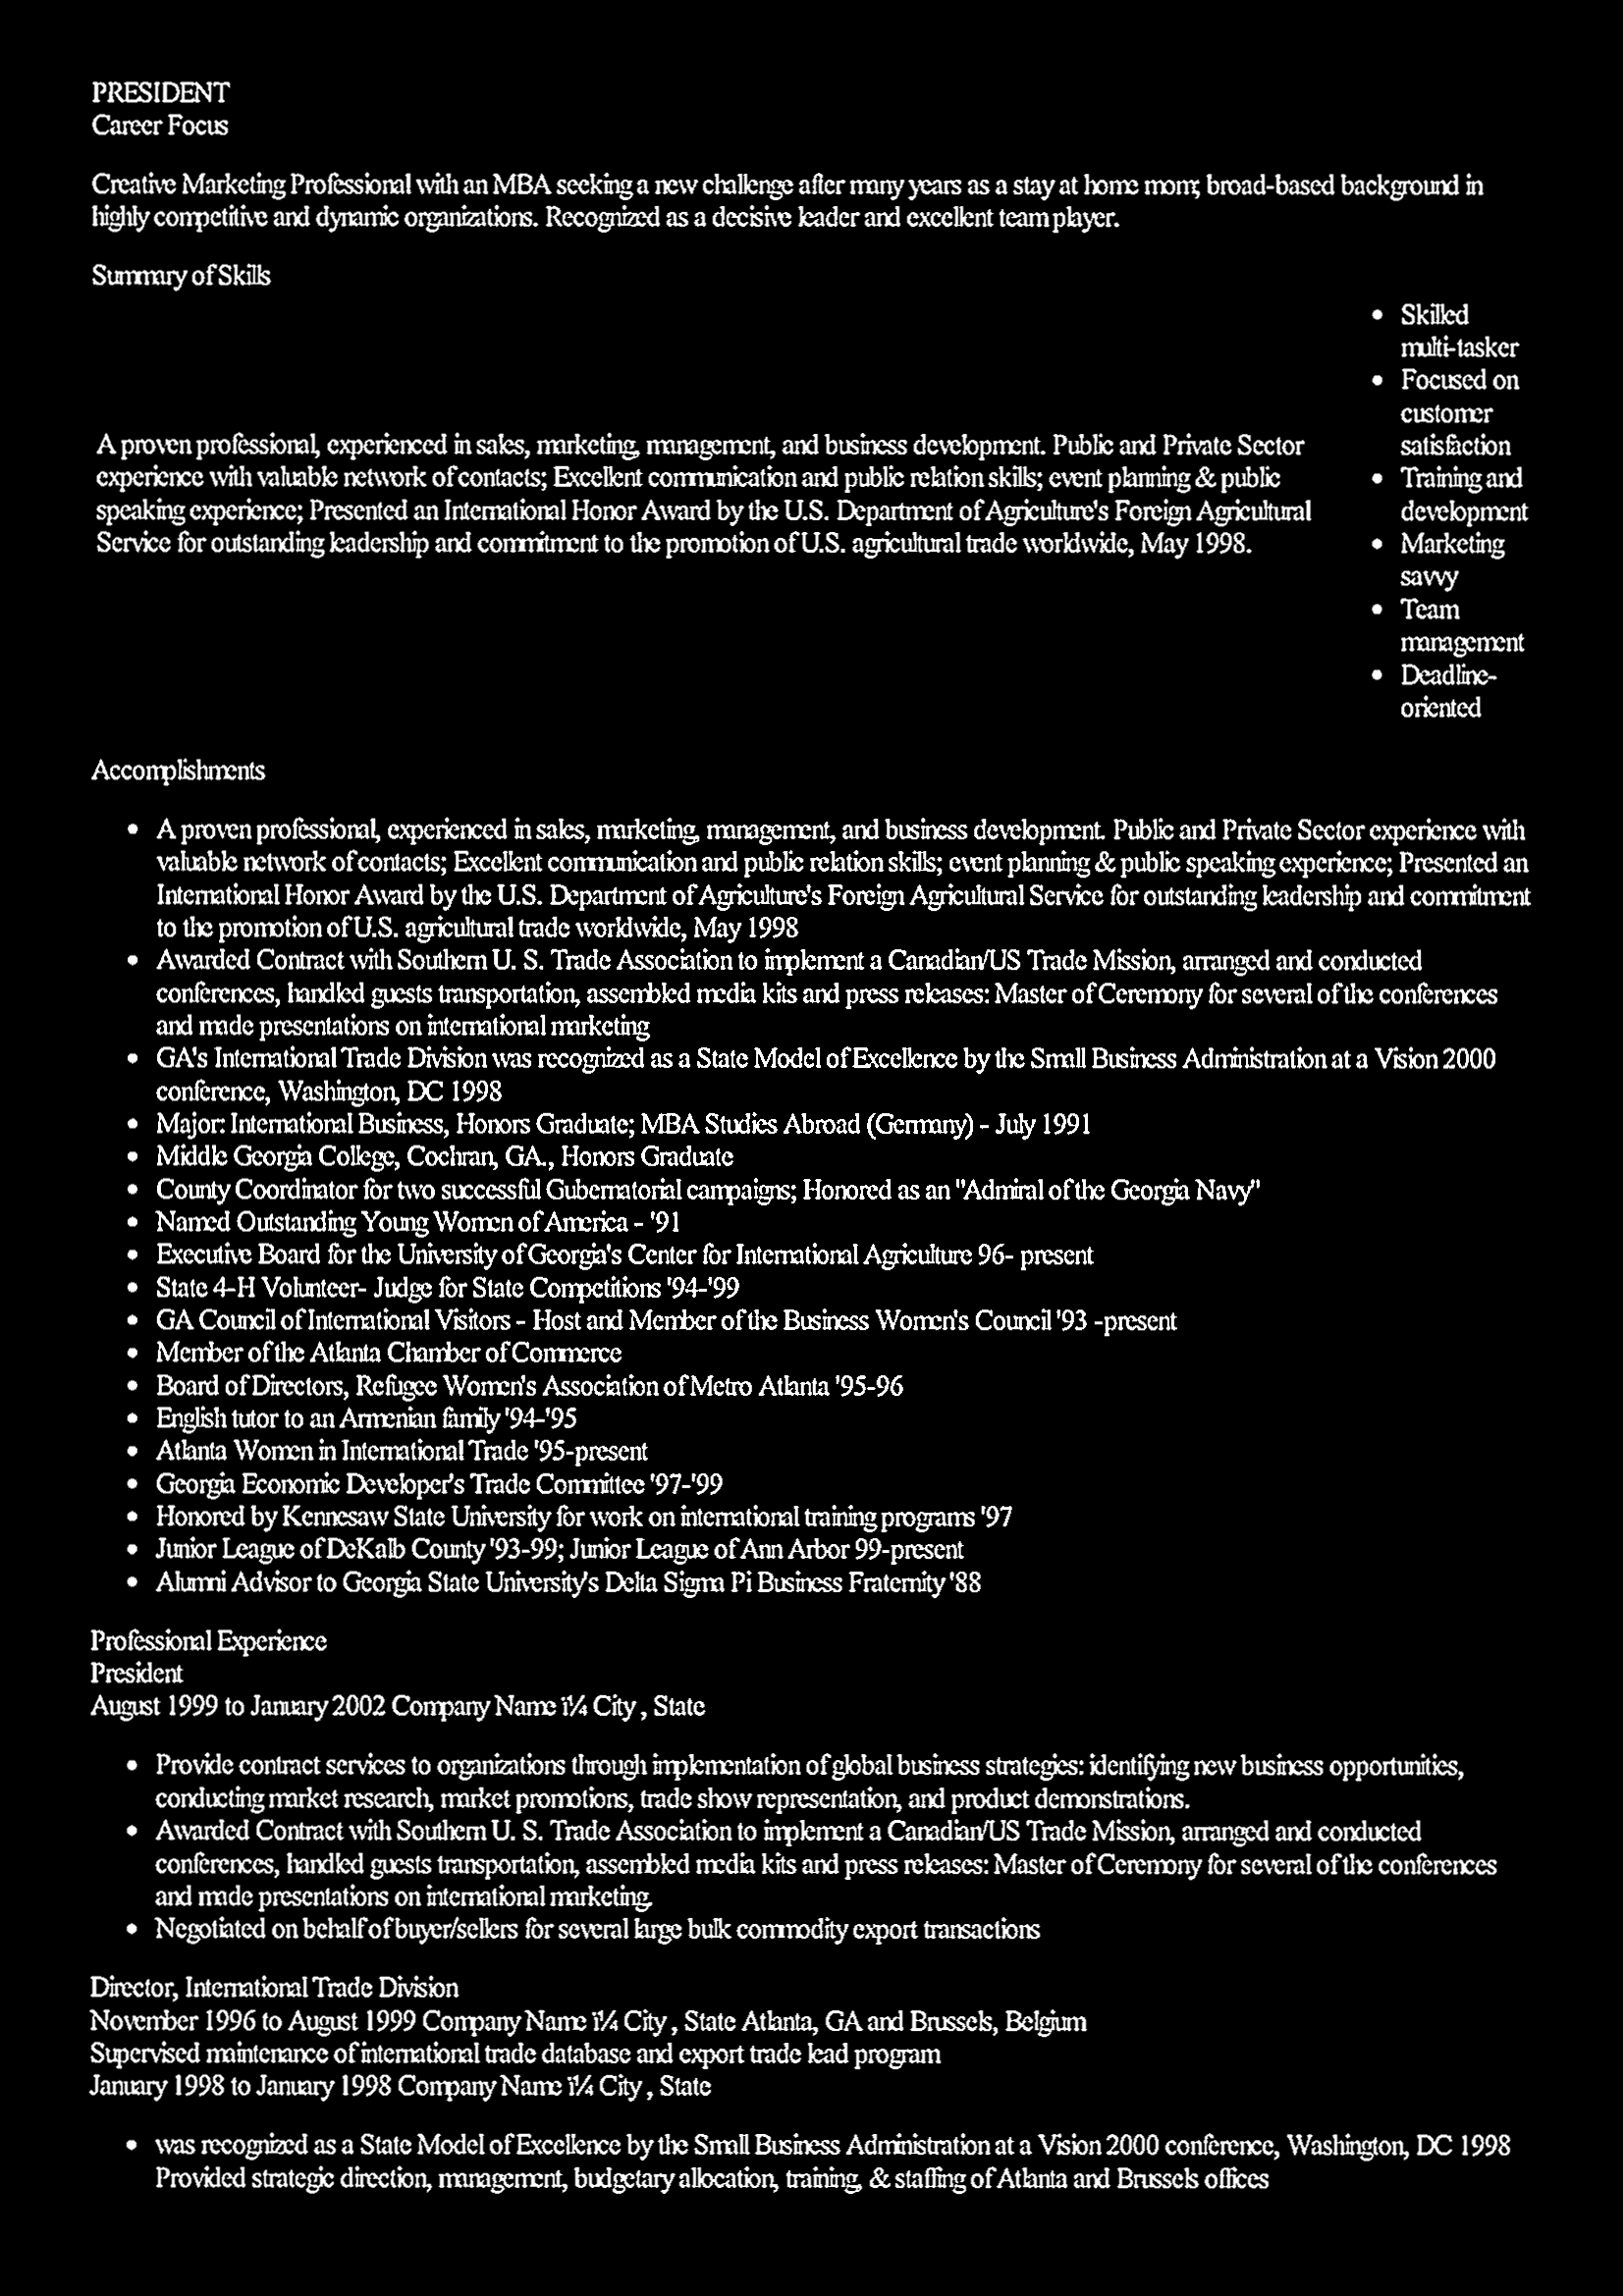 PRESIDENT
Career Focus
Creative Marketing Professional with an MBA seeking a new challenge after many years as a stay at home mom; broad-based background in
highly competitive and dynamic organizations. Recognized as a decisive leader and excellent team player.
Summary of Skills
A proven professional, experienced in sales, marketing, management, and business development. Public and Private Sector
experience with valuable network of contacts; Excellent communication and public relation skills; event planning & public
speaking experience; Presented an International Honor Award by the U.S. Department of Agriculture's Foreign Agricultural
Service for outstanding leadership and commitment to the promotion of U.S. agricultural trade worldwide, May 1998.
• Skilled
multi-tasker
• Focused on
customer
satisfaction
• Training and
development
• Marketing
savvy
• Team
management
• Deadline-
oriented
Accomplishments
• A proven professional, experienced in sales, marketing, management, and business development. Public and Private Sector experience with
valuable network of contacts; Excellent communication and public relation skills; event planning & public speaking experience; Presented an
International Honor Award by the U.S. Department of Agriculture's Foreign Agricultural Service for outstanding leadership and commitment
to the promotion of U.S. agricultural trade worldwide, May 1998
• Awarded Contract with Southern U. S. Trade Association to implement a Canadian/US Trade Mission, arranged and conducted
conferences, handled guests transportation, assembled media kits and press releases: Master of Ceremony for several of the conferences
and made presentations on international marketing
• GA's International Trade Division was recognized as a State Model of Excellence by the Small Business Administration at a Vision 2000
conference, Washington, DC 1998
• Major: International Business, Honors Graduate; MBA Studies Abroad (Germany) - July 1991
• Middle Georgia College, Cochran, GA., Honors Graduate
• County Coordinator for two successful Gubernatorial campaigns; Honored as an "Admiral of the Georgia Navy"
• Named Outstanding Young Women of America - '91
• Executive Board for the University of Georgia's Center for International Agriculture 96- present
• State 4-H Volunteer- Judge for State Competitions '94-'99
• GA Council of International Visitors - Host and Member of the Business Women's Council '93 -present
• Member of the Atlanta Chamber of Commerce
• Board of Directors, Refugee Women's Association of Metro Atlanta '95-96
• English tutor to an Armenian family '94-'95
• Atlanta Women in International Trade '95-present
• Georgia Economic Developer's Trade Committee '97-'99
• Honored by Kennesaw State University for work on international training programs '97
• Junior League of DeKalb County '93-99; Junior League of Ann Arbor 99-present
• Alumni Advisor to Georgia State University's Delta Sigma Pi Business Fraternity '88
Professional Experience
President
August 1999 to January 2002 Company Name ï¼ City , State
• Provide contract services to organizations through implementation of global business strategies: identifying new business opportunities,
conducting market research, market promotions, trade show representation, and product demonstrations.
• Awarded Contract with Southern U. S. Trade Association to implement a Canadian/US Trade Mission, arranged and conducted
conferences, handled guests transportation, assembled media kits and press releases: Master of Ceremony for several of the conferences
and made presentations on international marketing.
• Negotiated on behalf of buyer/sellers for several large bulk commodity export transactions
Director, International Trade Division
November 1996 to August 1999 Company Name ï¼ City , State Atlanta, GA and Brussels, Belgium
Supervised maintenance of international trade database and export trade lead program
January 1998 to January 1998 Company Name ï¼ City , State
• was recognized as a State Model of Excellence by the Small Business Administration at a Vision 2000 conference, Washington, DC 1998
Provided strategic direction, management, budgetary allocation, training, & staffing of Atlanta and Brussels offices